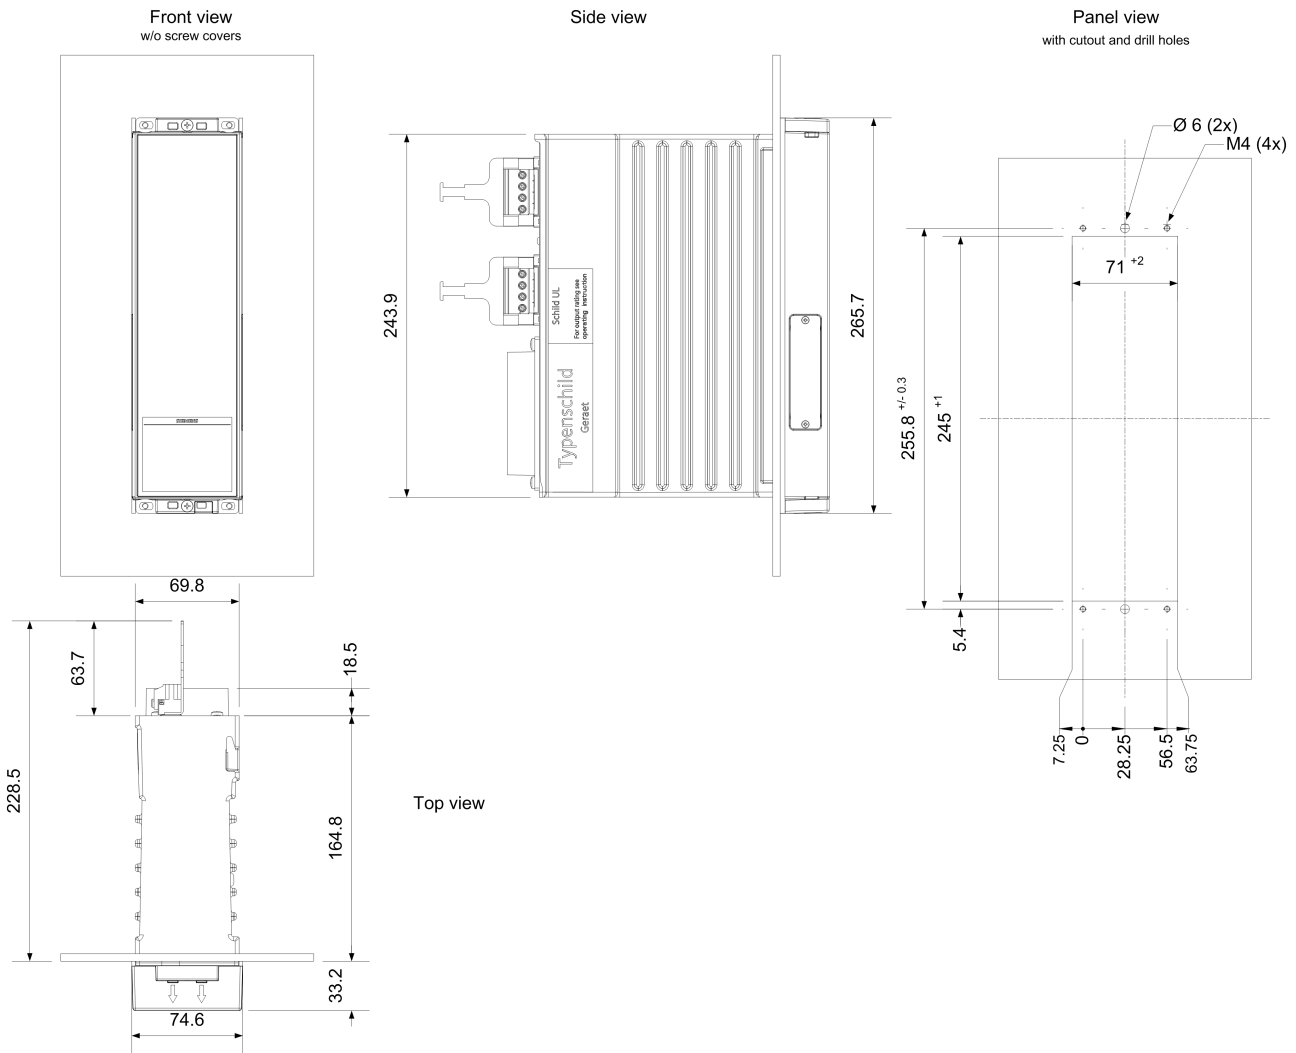 Front view
w/o screw covers
Side view
Panel view
with cutout and drill holes
Ø 6 (2x)
M4 (4x)
243.9
Schild UL
For output rating see
operating instruction
Typenschild
Geraet
265.7
71 +2
255.8 +/- 0.3
245 +1
5.4
7.25
0
28.25
56.5
63.75
SIEMENS
69.8
63.7
18.5
228.5
164.8
Top view
33.2
74.6